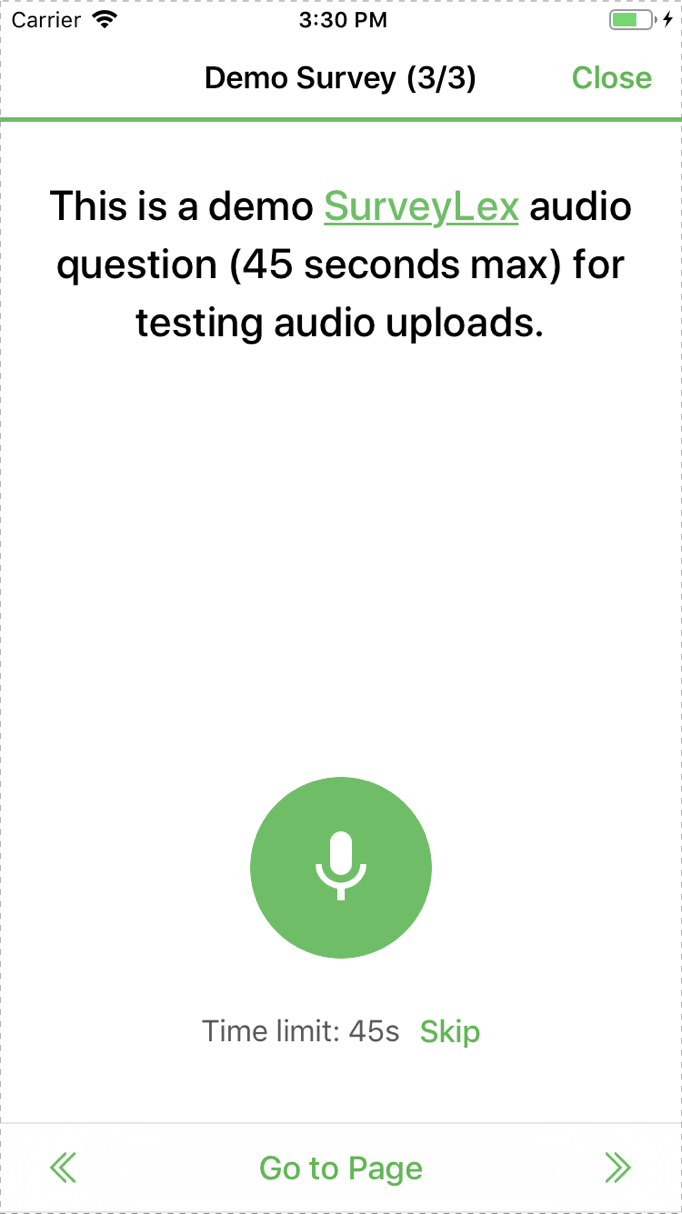 Carrier 3:30 PM
Demo Survey (3/3) Close
This is a demo SurveyLex audio
question (45 seconds max) for
testing audio uploads.
Time limit: 45s Skip
Go to Page